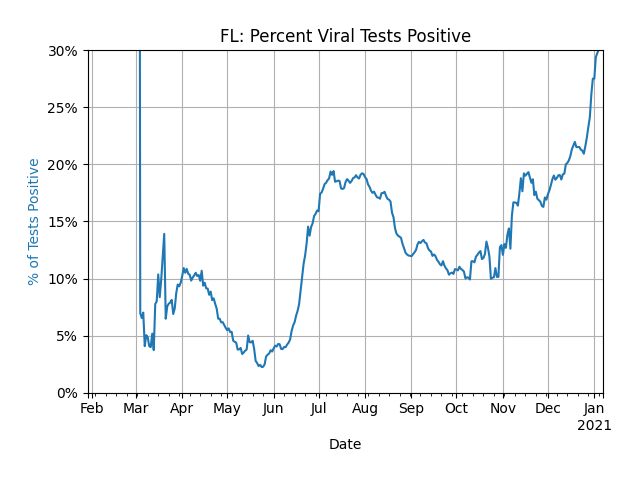 FL: Percent Viral Tests Positive
% of Tests Positive
30%
25%
20%
15%
10%
5%
0%
Feb Mar Apr May Jun Jul Aug Sep Oct Nov Dec Jan
2021
Date